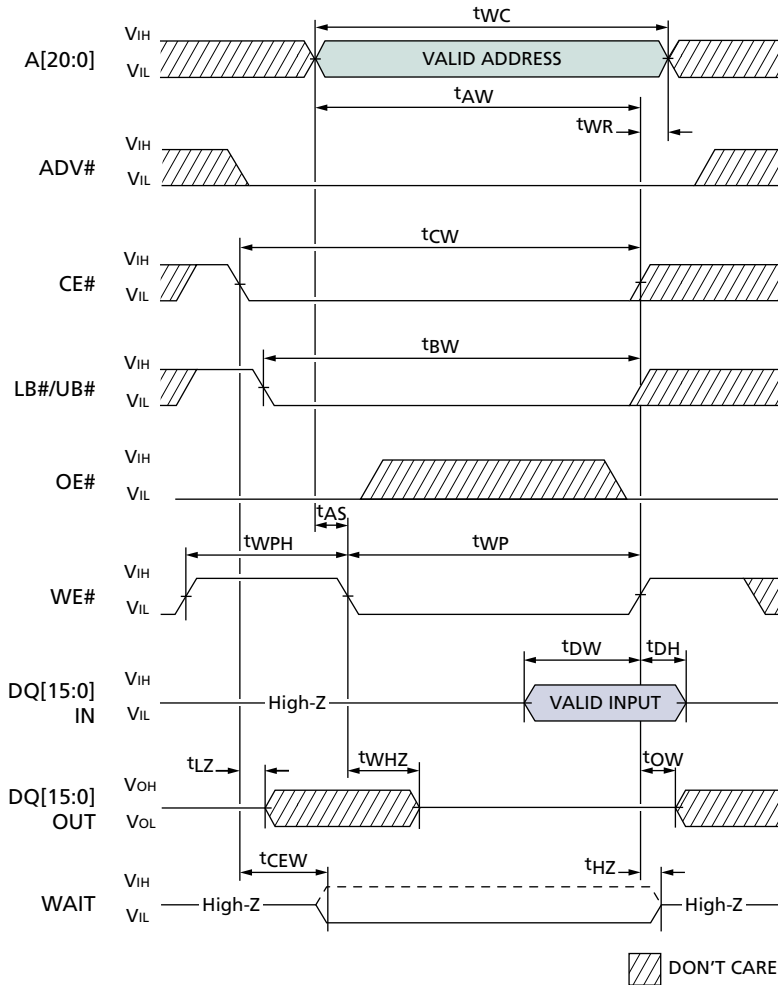 tWC
A[20:0] VIH VIL VALID ADDRESS
tAW
tWR
ADV# VIH VIL
tCW
CE# VIH VIL
tBW
LB#/UB# VIH VIL
OE# VIH VIL
tAS
tWPH tWP
WE# VIH VIL
tDW tDH
DQ[15:0] IN VIH VIL High-Z VALID INPUT
tLZ tWHZ tOW
DQ[15:0] OUT VOH VOL
tCEW tHZ
WAIT VIH VIL High-Z High-Z
DON'T CARE